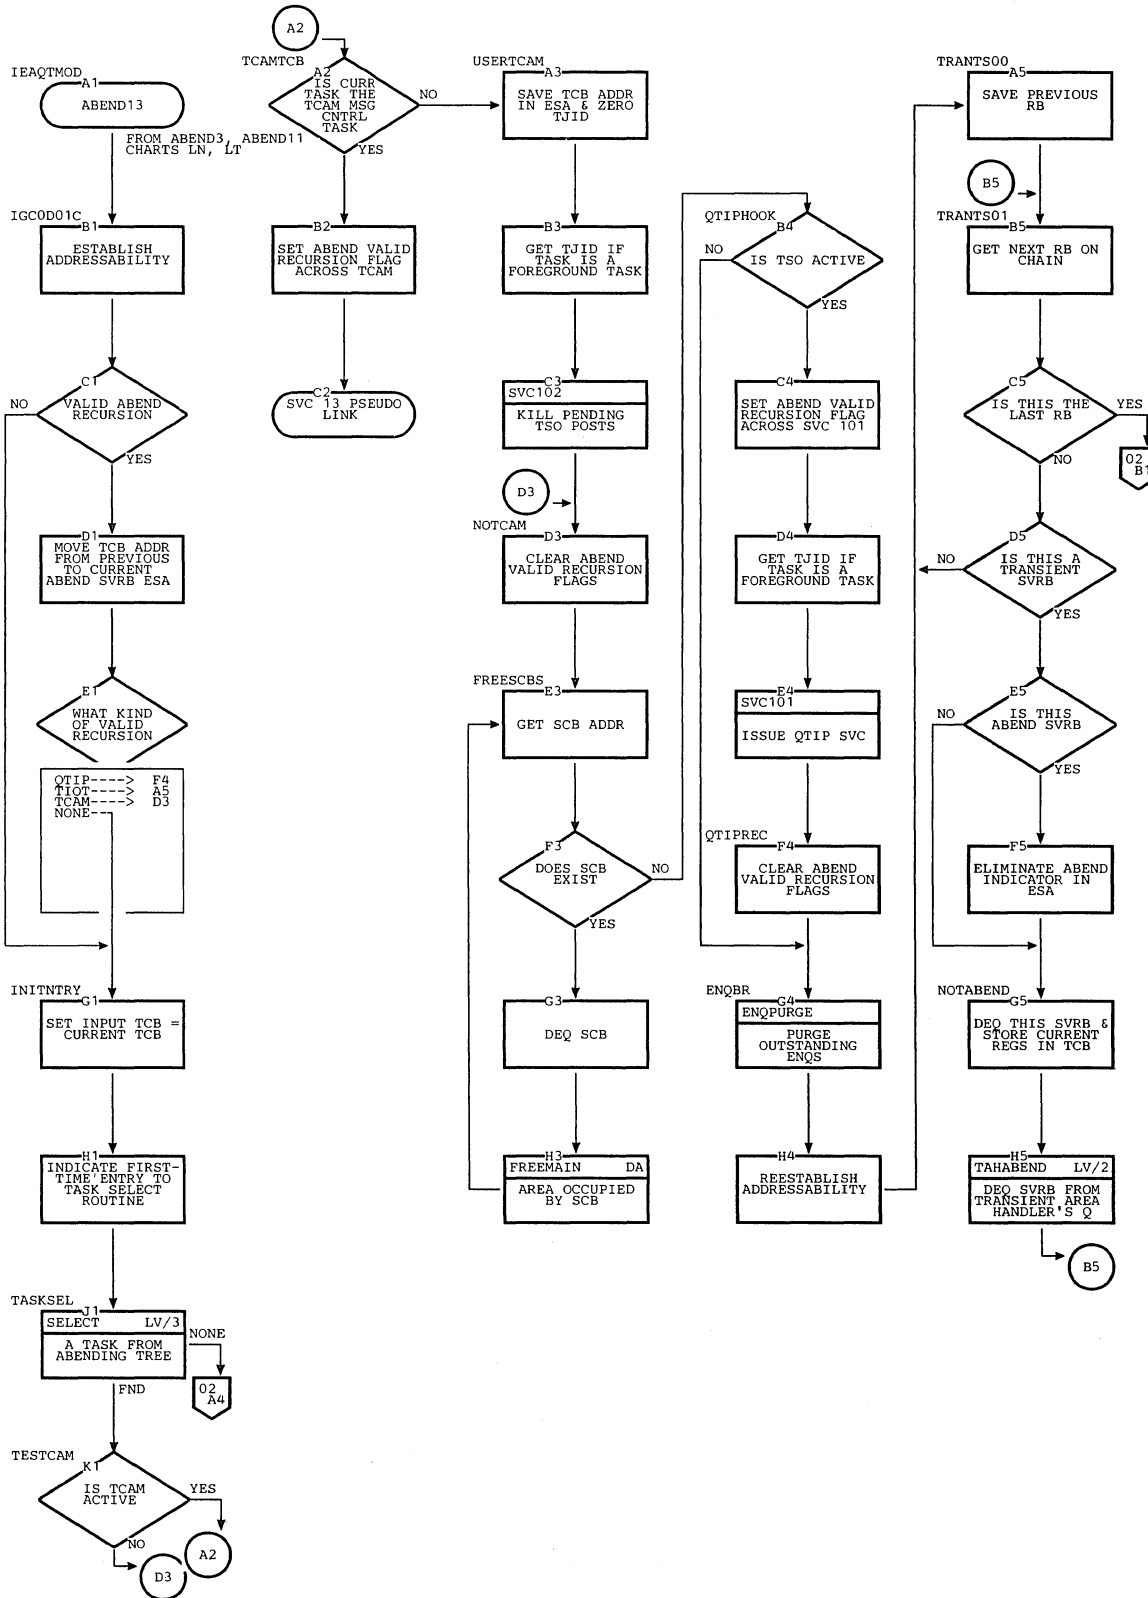 IEAQTMOD
A1
ABEND13
FROM ABEND3, ABEND11
CHARTS LN, LT
IGC0D01C
B1
ESTABLISH
ADDRESSABILITY
C1
VALID ABEND
RECURSION
NO
YES
D1
MOVE TCB ADDR
FROM PREVIOUS
TO CURRENT
ABEND SVRB ESA
E1
WHAT KIND
OF VALID
RECURSION
QTIP----> F4
TIOT----> A5
TCAM----> D3
NONE--
INITNTRY
G1
SET INPUT TCB =
CURRENT TCB
H1
INDICATE FIRST-
TIME'ENTRY TO
TASK SELECT
ROUTINE
TASKSEL
J1
SELECT LV/3
A TASK FROM
ABENDING TREE
NONE
02
A4
FND
TESTCAM
K1
IS TCAM
ACTIVE
YES
NO
A2
D3
A2
TCAMTCB
A2
IS CURR
TASK THE
TCAM MSG
CNTRL
TASK
NO
YES
B2
SET ABEND VALID
RECURSION FLAG
ACROSS TCAM
C2
SVC 13 PSEUDO
LINK
USERTCAM
A3
SAVE TCB ADDR
IN ESA & ZERO
TJID
B3
GET TJID IF
TASK IS A
FOREGROUND TASK
C3
SVC102
KILL PENDING
TSO POSTS
D3
NOTCAM
D3
CLEAR ABEND
VALID RECURSION
FLAGS
FREESCBS
E3
GET SCB ADDR
F3
DOES SCB
EXIST
NO
YES
G3
DEQ SCB
H3
FREEMAIN DA
AREA OCCUPIED
BY SCB
QTIPHOOK
B4
IS TSO ACTIVE
NO
YES
C4
SET ABEND VALID
RECURSION FLAG
ACROSS SVC 101
D4
GET TJID IF
TASK IS A
FOREGROUND TASK
E4
SVC101
ISSUE QTIP SVC
QTIPREC
F4
CLEAR ABEND
VALID RECURSION
FLAGS
ENQBR
G4
ENQPURGE
PURGE
OUTSTANDING
ENQS
H4
REESTABLISH
ADDRESSABILITY
TRANTS00
A5
SAVE PREVIOUS
RB
B5
TRANTS01
B5
GET NEXT RB ON
CHAIN
C5
IS THIS THE
LAST RB
YES
02
B1
NO
D5
IS THIS A
TRANSIENT
SVRB
NO
YES
E5
IS THIS
ABEND SVRB
NO
YES
F5
ELIMINATE ABEND
INDICATOR IN
ESA
NOTABEND
G5
DEQ THIS SVRB &
STORE CURRENT
REGS IN TCB
H5
TAHABEND LV/2
DEQ SVRB FROM
TRANSIENT AREA
HANDLER'S Q
B5